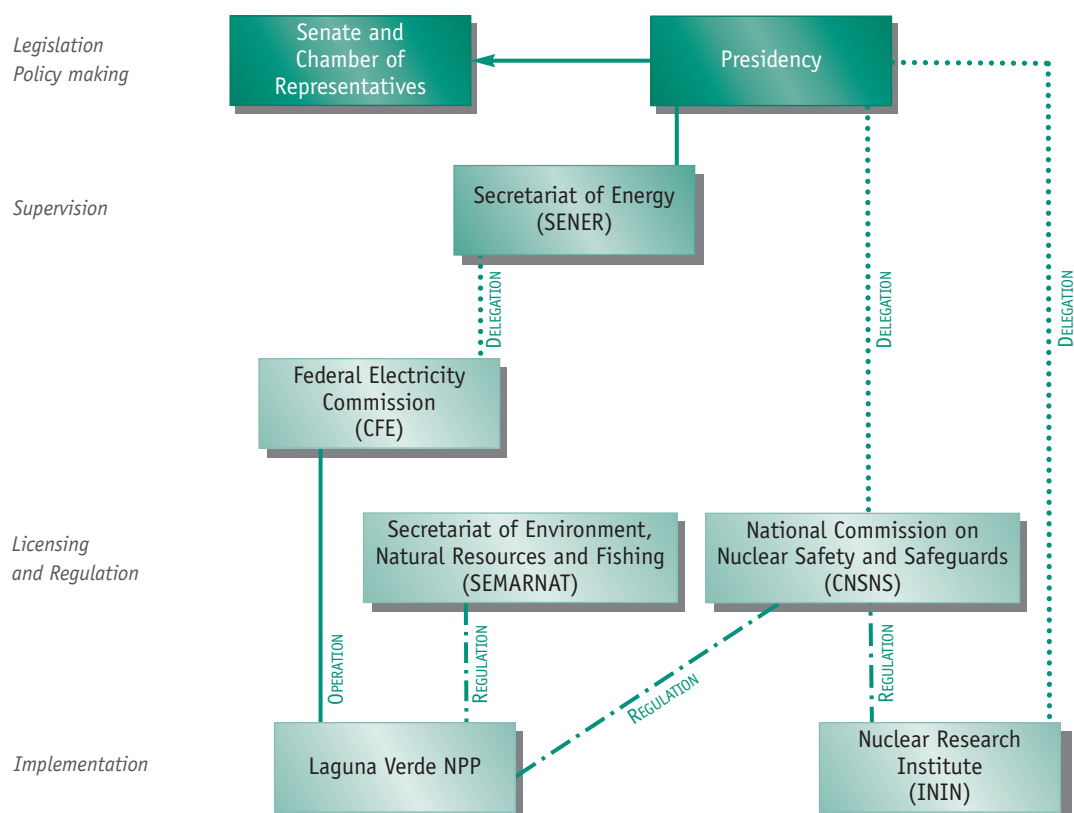 Legislation
Policy making
Senate and
Chamber of
Representatives
Presidency
Supervision
Secretariat of Energy
(SENER)
DELEGATION
DELEGATION
DELEGATION
Federal Electricity
Commission
(CFE)
Licensing
and Regulation
Secretariat of Environment,
Natural Resources and Fishing
(SEMARNAT)
National Commission on
Nuclear Safety and Safeguards
(CNSNS)
OPERATION
REGULATION
REGULATION
REGULATION
Implementation
Laguna Verde NPP
Nuclear Research
Institute
(ININ)